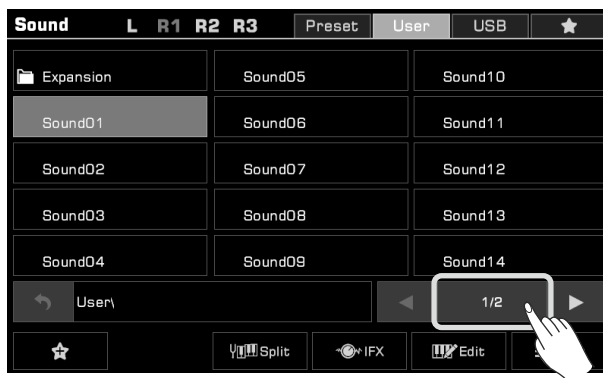 Sound L R1 R2 R3 Preset User USB
Expansion Sound05 Sound10
Sound01 Sound06 Sound11
Sound02 Sound07 Sound12
Sound03 Sound08 Sound13
Sound04 Sound09 Sound14
User\ 1/2
Split IFX Edit